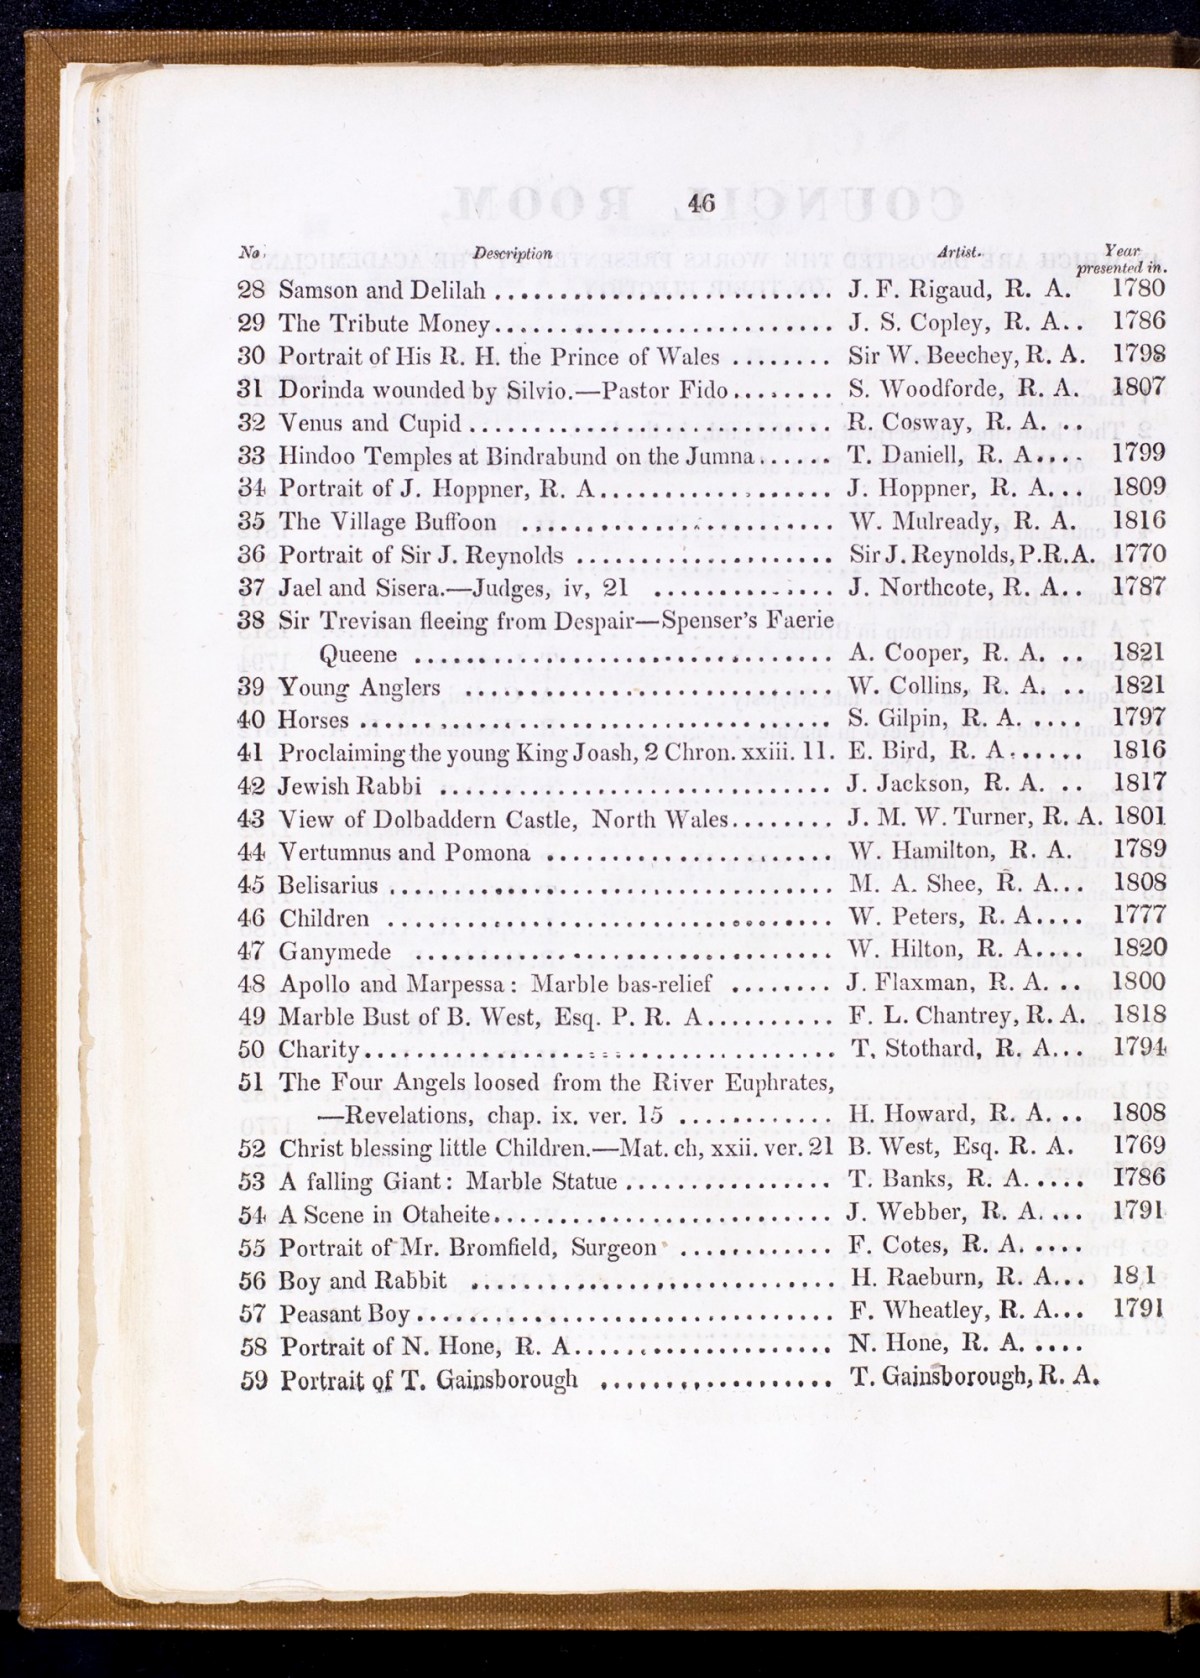 46
No. Description Artist. Year
presented in.
28 Samson and Delilah .......................... J. F. Rigaud, R. A. 1780
29 The Tribute Money.......................... J. S. Copley, R. A.. 1786
30 Portrait of His R. H. the Prince of Wales ........ Sir W. Beechey, R. A. 1798
31 Dorinda wounded by Silvio.—Pastor Fido........ S. Woodforde, R. A. 1807
32 Venus and Cupid ............................ R. Cosway, R. A. ..
33 Hindoo Temples at Bindrabund on the Jumna...... T. Daniell, R. A.... 1799
34 Portrait of J. Hoppner, R. A.................. J. Hoppner, R. A... 1809
35 The Village Buffoon ........................ W. Mulready, R. A. 1816
36 Portrait of Sir J. Reynolds .................... Sir J. Reynolds, P.R.A. 1770
37 Jael and Sisera.—Judges, iv, 21 .............. J. Northcote, R. A.. 1787
38 Sir Trevisan fleeing from Despair—Spenser's Faerie
Queene ................................ A. Cooper, R. A. .. 1821
39 Young Anglers ............................ W. Collins, R. A. .. 1821
40 Horses .................................... S. Gilpin, R. A. .... 1797
41 Proclaiming the young King Joash, 2 Chron. xxiii. 11. E. Bird, R. A...... 1816
42 Jewish Rabbi .............................. J. Jackson, R. A. .. 1817
43 View of Dolbaddern Castle, North Wales........ J. M. W. Turner, R. A. 1801
44 Vertumnus and Pomona ...................... W. Hamilton, R. A. 1789
45 Belisarius .................................. M. A. Shee, R. A... 1808
46 Children .................................. W. Peters, R. A.... 1777
47 Ganymede ................................ W. Hilton, R. A.... 1820
48 Apollo and Marpessa: Marble bas-relief ........ J. Flaxman, R. A. .. 1800
49 Marble Bust of B. West, Esq. P. R. A.......... F. L. Chantrey, R. A. 1818
50 Charity.................................... T. Stothard, R. A... 1794
51 The Four Angels loosed from the River Euphrates,
—Revelations, chap. ix. ver. 15 ............ H. Howard, R. A... 1808
52 Christ blessing little Children.—Mat. ch, xxii. ver. 21 B. West, Esq. R. A. 1769
53 A falling Giant: Marble Statue ................ T. Banks, R. A. .... 1786
54 A Scene in Otaheite.......................... J. Webber, R. A. ... 1791
55 Portrait of Mr. Bromfield, Surgeon ............ F. Cotes, R. A. ....
56 Boy and Rabbit ............................ H. Raeburn, R. A... 181
57 Peasant Boy................................ F. Wheatley, R. A... 1791
58 Portrait of N. Hone, R. A.................... N. Hone, R. A. ....
59 Portrait of T. Gainsborough .................. T. Gainsborough, R. A.